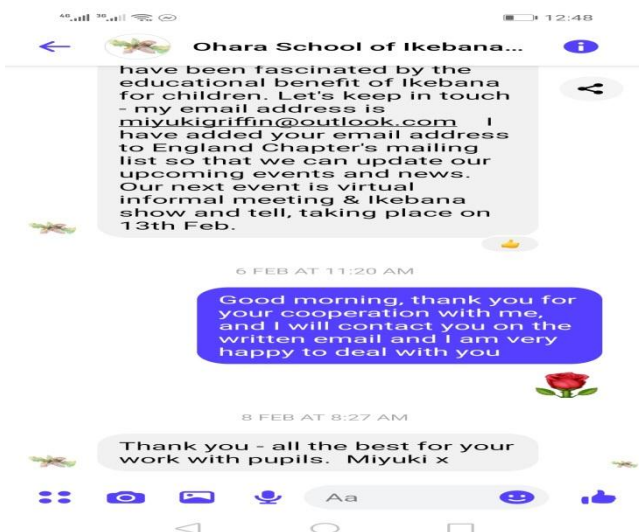 4G 3G 12:48
Ohara School of Ikebana...
have been fascinated by the
educational benefit of Ikebana
for children. Let's keep in touch
- my email address is
miyukigriffin@outlook.com I
have added your email address
to England Chapter's mailing
list so that we can update our
upcoming events and news.
Our next event is virtual
informal meeting & Ikebana
show and tell, taking place on
13th Feb.
6 FEB AT 11:20 AM
Good morning, thank you for
your cooperation with me,
and I will contact you on the
written email and I am very
happy to deal with you
8 FEB AT 8:27 AM
Thank you - all the best for your
work with pupils. Miyuki x
Aa